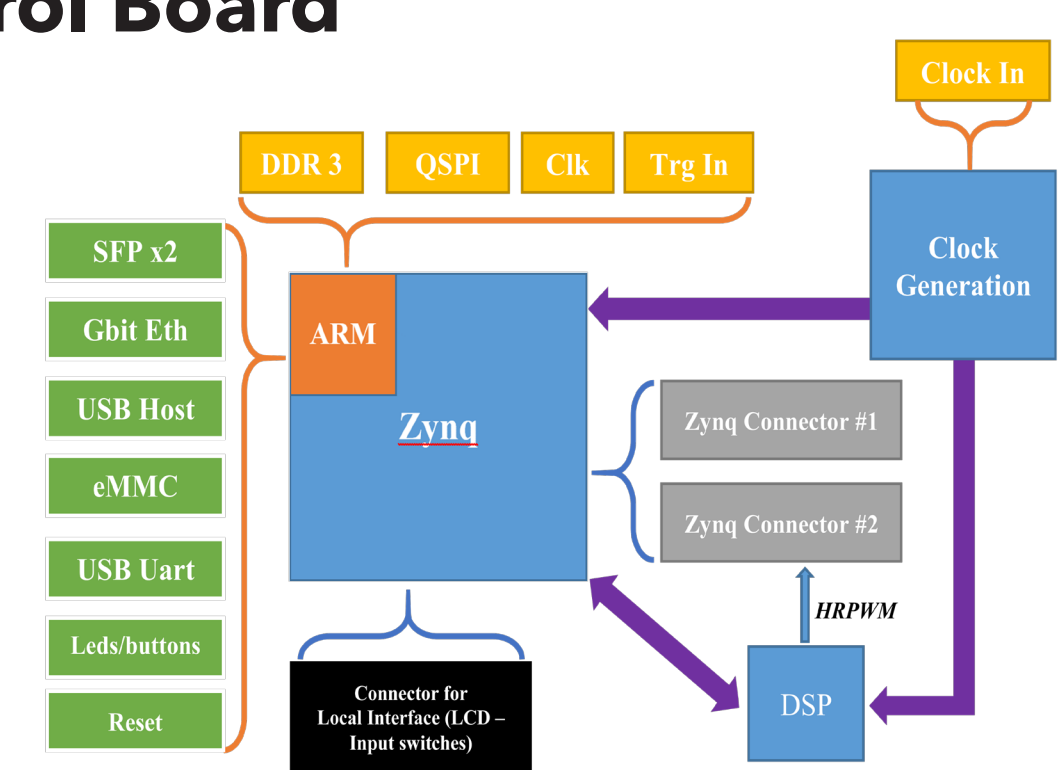 rol Board
Clock In
DDR 3
QSPI
Clk
Trg In
SFP x2
Gbit Eth
USB Host
eMMC
USB Uart
Leds/buttons
Reset
ARM
Zynq
Clock
Generation
Zynq Connector #1
Zynq Connector #2
HRPWM
DSP
Connector for
Local Interface (LCD –
Input switches)